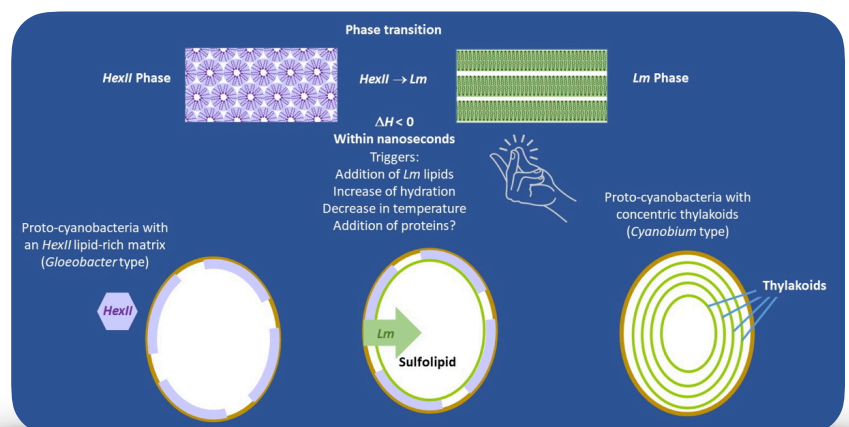 Phase transition
HexII Phase
HexII → Lm
Lm Phase
ΔH < 0
Within nanoseconds
Triggers:
Addition of Lm lipids
Increase of hydration
Decrease in temperature
Addition of proteins?
Proto-cyanobacteria with
an HexII lipid-rich matrix
(Gloeobacter type)
Proto-cyanobacteria with
concentric thylakoids
(Cyanobium type)
HexII
Lm
Sulfolipid
Thylakoids